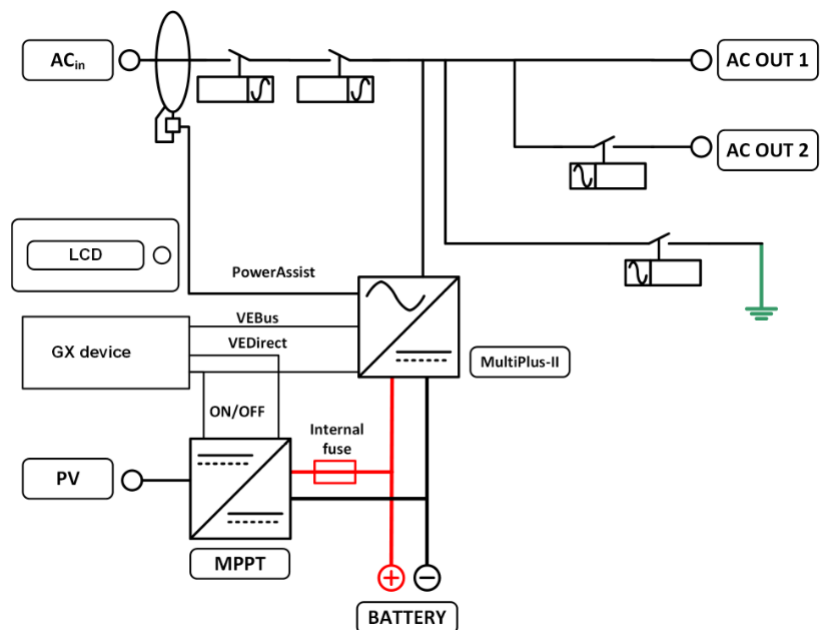 ACin
AC OUT 1
AC OUT 2
LCD
PowerAssist
VEBus
VEDirect
GX device
MultiPlus-II
ON/OFF
Internal
fuse
PV
MPPT
+
−
BATTERY